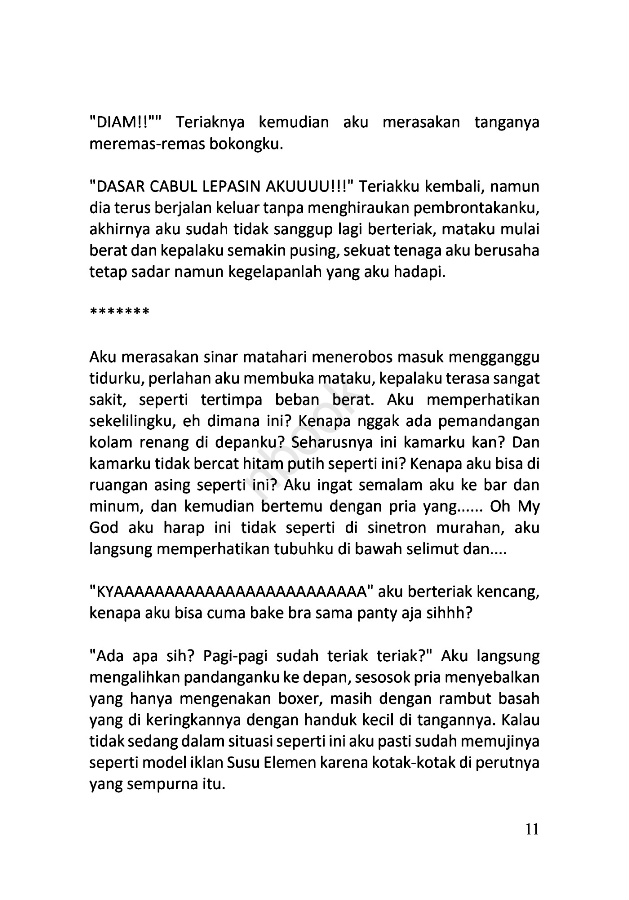 "DIAM!!"" Teriaknya kemudian aku merasakan tanganya
meremas-remas bokongku.
"DASAR CABUL LEPASIN AKUUUU!!!" Teriakku kembali, namun
dia terus berjalan keluar tanpa menghiraukan pembrontakanku,
akhirnya aku sudah tidak sanggup lagi berteriak, mataku mulai
berat dan kepalaku semakin pusing, sekuat tenaga aku berusaha
tetap sadar namun kegelapanlah yang aku hadapi.
*******
Aku merasakan sinar matahari menerobos masuk mengganggu
tidurku, perlahan aku membuka mataku, kepalaku terasa sangat
sakit, seperti tertimpa beban berat. Aku memperhatikan
sekelilingku, eh dimana ini? Kenapa nggak ada pemandangan
kolam renang di depanku? Seharusnya ini kamarku kan? Dan
kamarku tidak bercat hitam putih seperti ini? Kenapa aku bisa di
ruangan asing seperti ini? Aku ingat semalam aku ke bar dan
minum, dan kemudian bertemu dengan pria yang...... Oh My
God aku harap ini tidak seperti di sinetron murahan, aku
langsung memperhatikan tubuhku di bawah selimut dan....
"KYAAAAAAAAAAAAAAAAAAAAAAAAA" aku berteriak kencang,
kenapa aku bisa cuma bake bra sama panty aja sihhh?
"Ada apa sih? Pagi-pagi sudah teriak teriak?" Aku langsung
mengalihkan pandanganku ke depan, sesosok pria menyebalkan
yang hanya mengenakan boxer, masih dengan rambut basah
yang di keringkannya dengan handuk kecil di tangannya. Kalau
tidak sedang dalam situasi seperti ini aku pasti sudah memujinya
seperti model iklan Susu Elemen karena kotak-kotak di perutnya
yang sempurna itu.
11